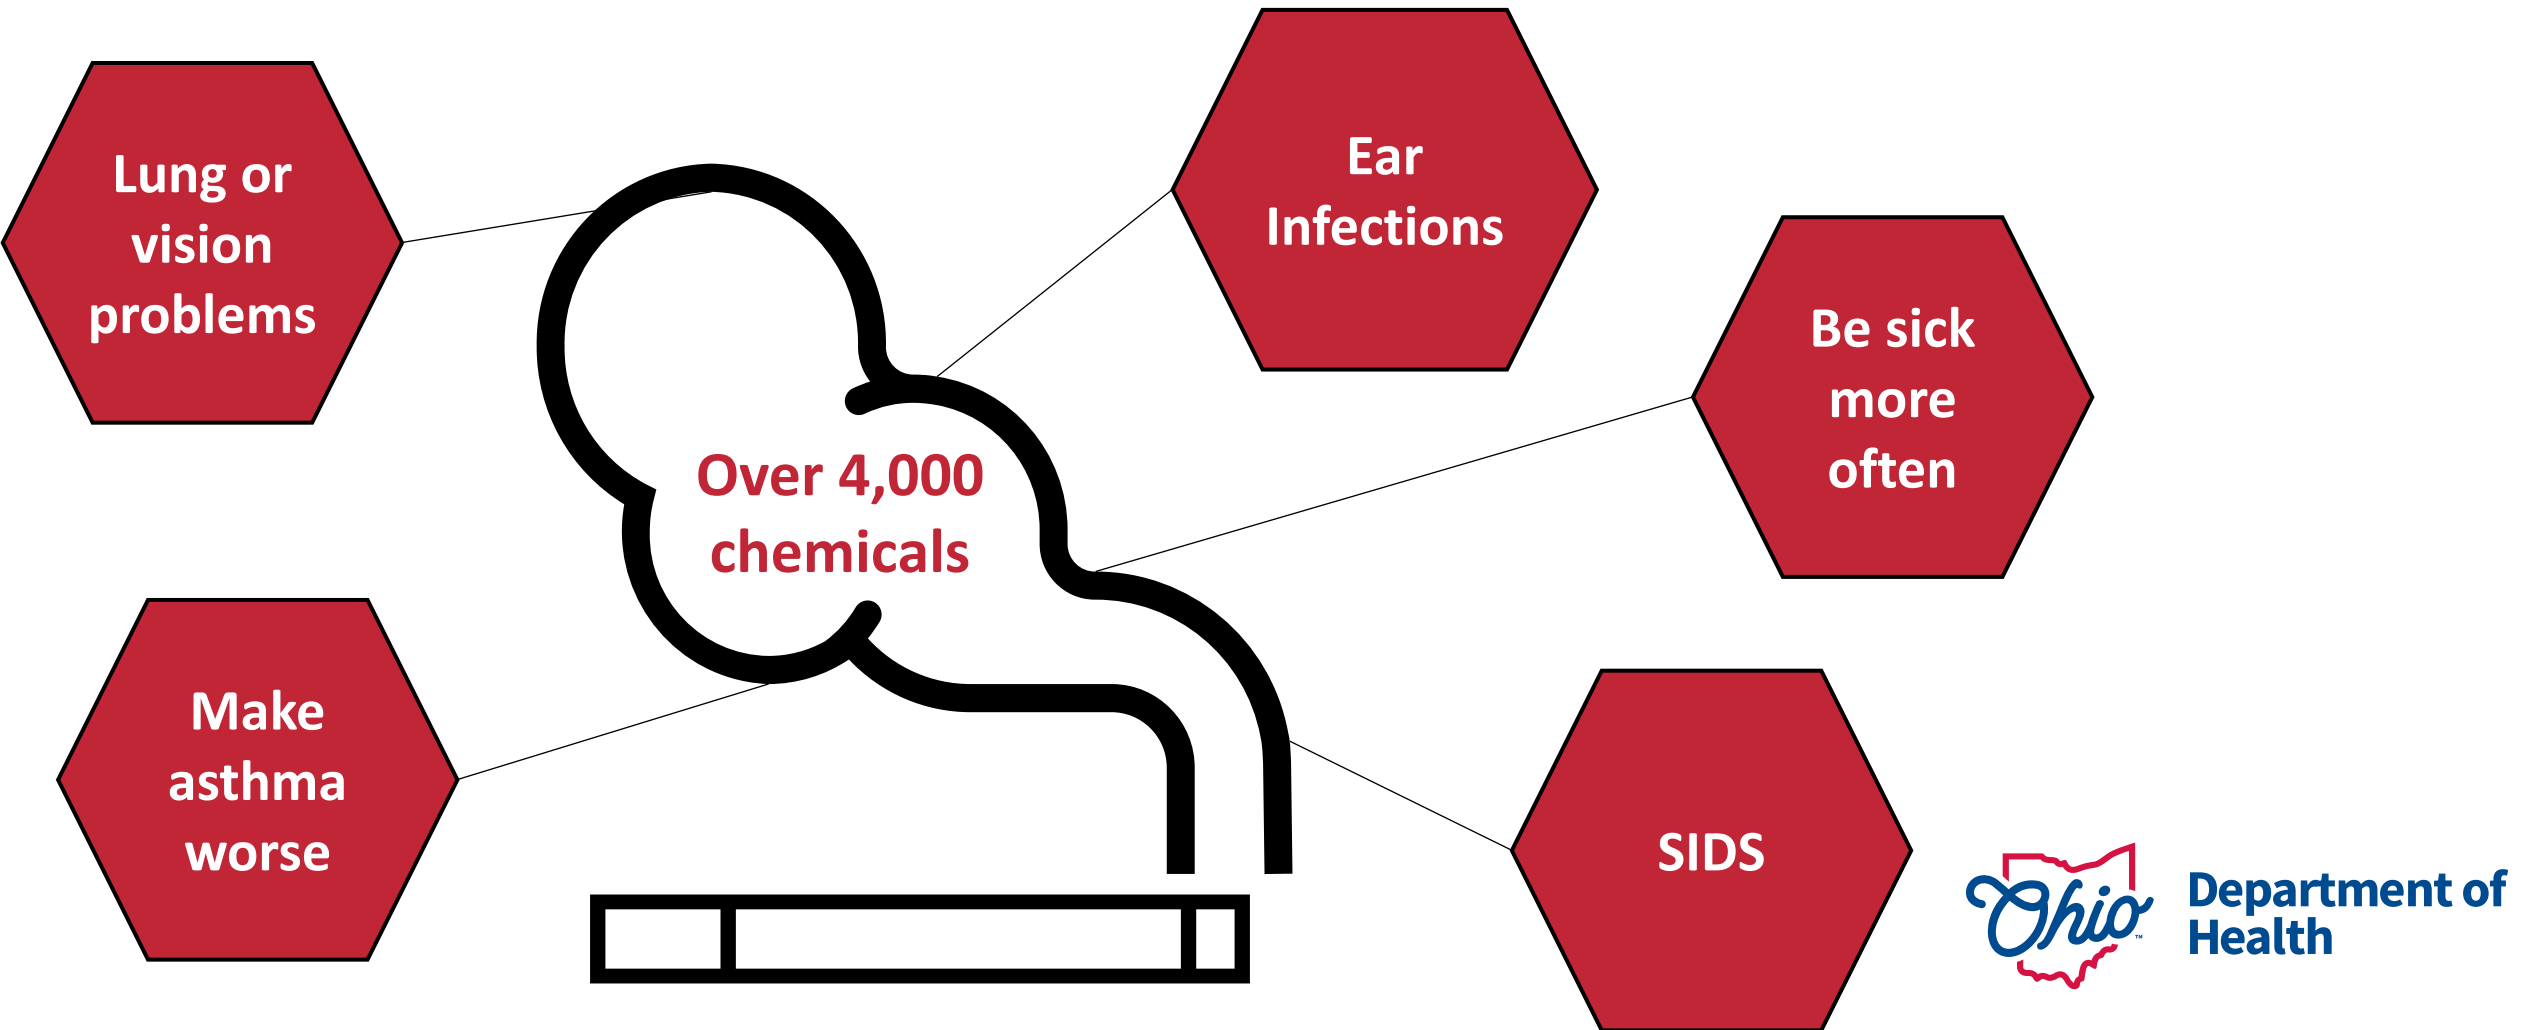 Lung or
vision
problems
Ear
Infections
Be sick
more
often
Over 4,000
chemicals
Make
asthma
worse
SIDS
Ohio
™
Department of
Health